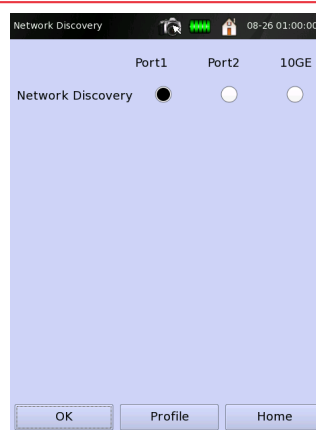 Network Discovery 08-26 01:00:00
Port1 Port2 10GE
Network Discovery
OK Profile Home